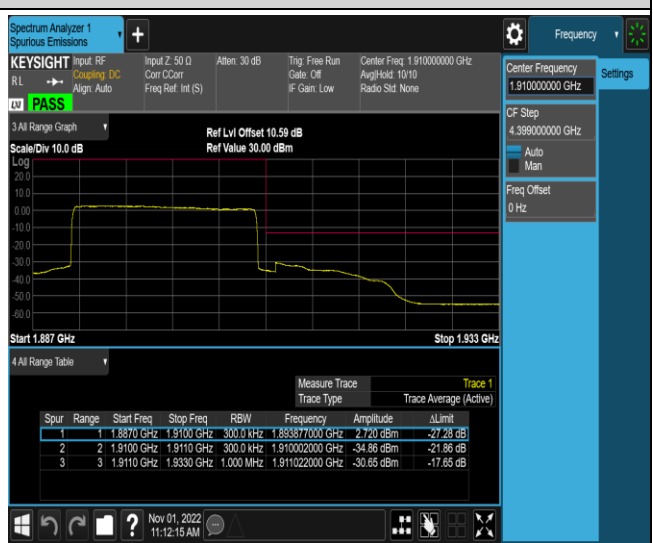 Spectrum Analyzer 1
Spurious Emissions
+
Frequency
KEYSIGHT Input: RF Input Z: 50 Ω Atten: 30 dB Trig: Free Run Center Freq: 1.910000000 GHz
RL Coupling: DC Corr CCorr Gate: Off Avg|Hold: 10/10
Align: Auto Freq Ref: Int (S) IF Gain: Low Radio Std: None
LXI PASS
Center Frequency
1.910000000 GHz
Settings
CF Step
4.399000000 GHz
Auto
Man
Freq Offset
0 Hz
3 All Range Graph
Ref Lvl Offset 10.59 dB
Scale/Div 10.0 dB Ref Value 30.00 dBm
Log
20.0
10.0
0.00
-10.0
-20.0
-30.0
-40.0
-50.0
-60.0
Start 1.887 GHz Stop 1.933 GHz
4 All Range Table
Measure Trace Trace 1
Trace Type Trace Average (Active)
Spur Range Start Freq Stop Freq RBW Frequency Amplitude ΔLimit
1 1 1.8870 GHz 1.9100 GHz 300.0 kHz 1.893877000 GHz 2.720 dBm -27.28 dB
2 2 1.9100 GHz 1.9110 GHz 300.0 kHz 1.910002000 GHz -34.86 dBm -21.86 dB
3 3 1.9110 GHz 1.9330 GHz 1.000 MHz 1.911022000 GHz -30.65 dBm -17.65 dB
? Nov 01, 2022
11:12:15 AM